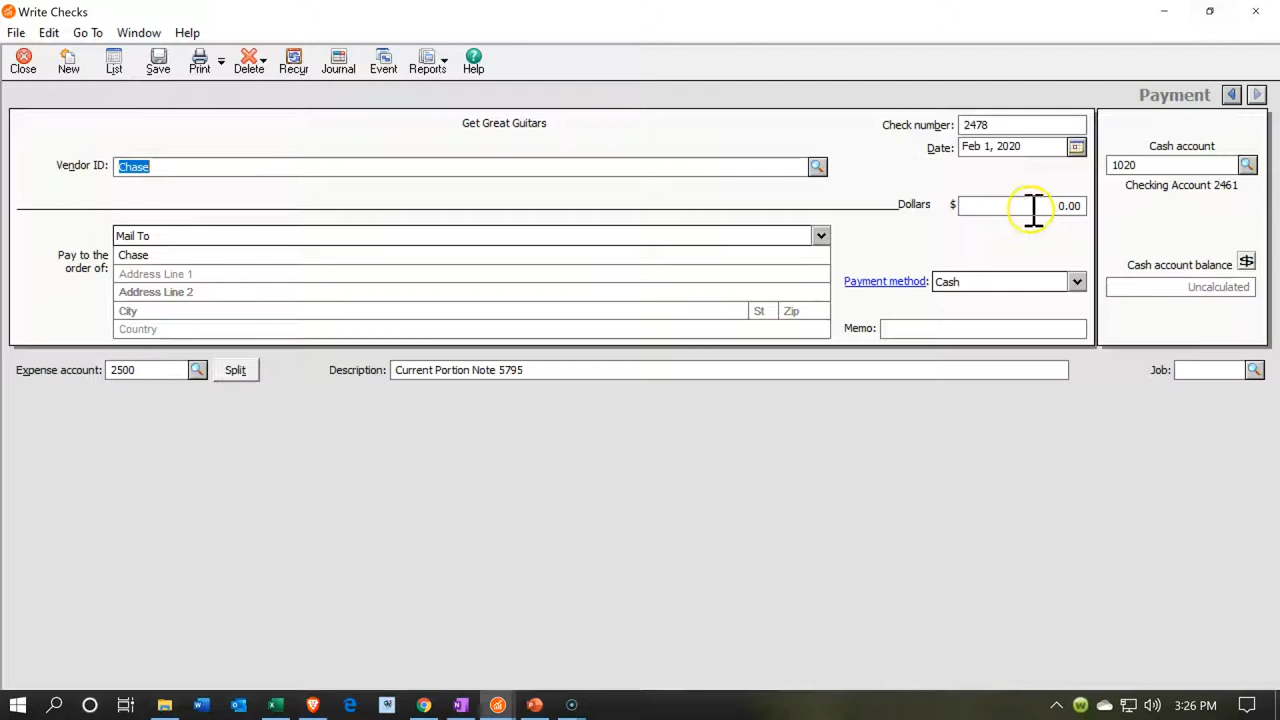 Write Checks
File Edit Go To Window Help
Close New List Save Print Delete Recur Journal Event Reports Help
Payment
Get Great Guitars
Check number: 2478
Date: Feb 1, 2020
Cash account
1020
Checking Account 2461
Vendor ID: Chase
Dollars $ 0.00
Mail To
Pay to the order of:
Chase
Address Line 1
Address Line 2
City St Zip
Country
Cash account balance
Uncalculated
Payment method: Cash
Memo:
Expense account: 2500 Split Description: Current Portion Note 5795 Job:
3:26 PM